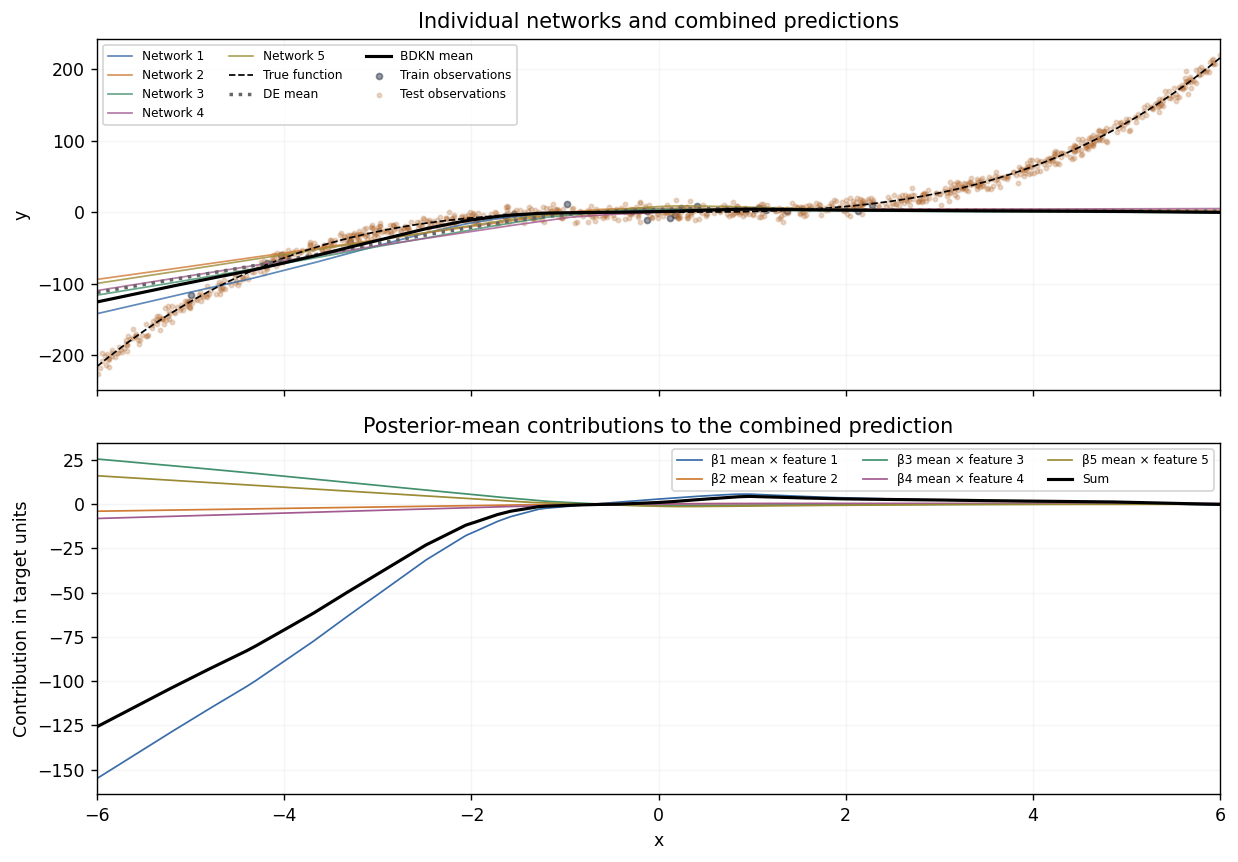 Individual networks and combined predictions
Network 1
Network 2
Network 3
Network 4
Network 5
True function
DE mean
BDKN mean
Train observations
Test observations
200
100
0
−100
−200
y
Posterior-mean contributions to the combined prediction
β1 mean × feature 1
β2 mean × feature 2
β3 mean × feature 3
β4 mean × feature 4
β5 mean × feature 5
Sum
25
0
−25
−50
−75
−100
−125
−150
Contribution in target units
−6
−4
−2
0
2
4
6
x